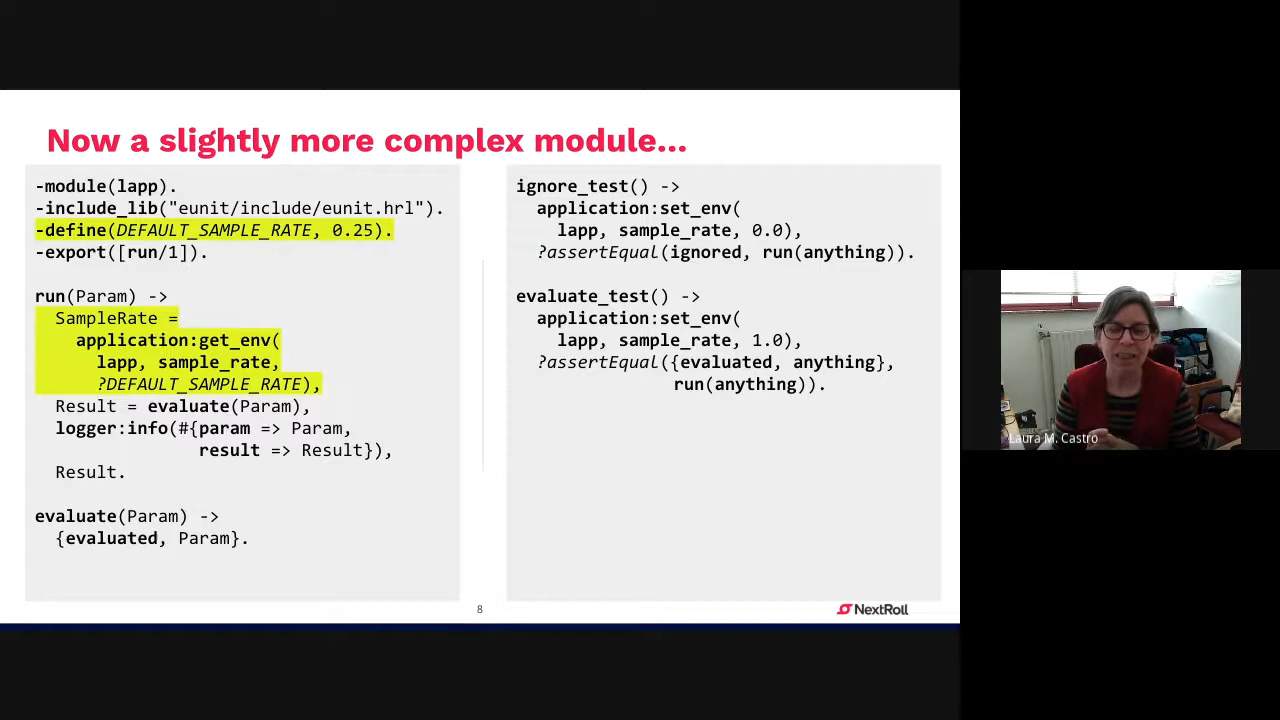 Now a slightly more complex module...
-module(lapp).
-include_lib("eunit/include/eunit.hrl").
-define(DEFAULT_SAMPLE_RATE, 0.25).
-export([run/1]).
run(Param) ->
SampleRate =
application:get_env(
lapp, sample_rate,
?DEFAULT_SAMPLE_RATE),
Result = evaluate(Param),
logger:info(#{param => Param,
result => Result}),
Result.
evaluate(Param) ->
{evaluated, Param}.
ignore_test() ->
application:set_env(
lapp, sample_rate, 0.0),
?assertEqual(ignored, run(anything)).
evaluate_test() ->
application:set_env(
lapp, sample_rate, 1.0),
?assertEqual({evaluated, anything},
run(anything)).
8
NextRoll
Laura M. Castro